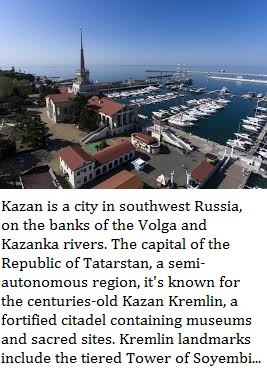 Kazan is a city in southwest Russia,
on the banks of the Volga and
Kazanka rivers. The capital of the
Republic of Tatarstan, a semi-
autonomous region, it's known for
the centuries-old Kazan Kremlin, a
fortified citadel containing museums
and sacred sites. Kremlin landmarks
include the tiered Tower of Soyembi...